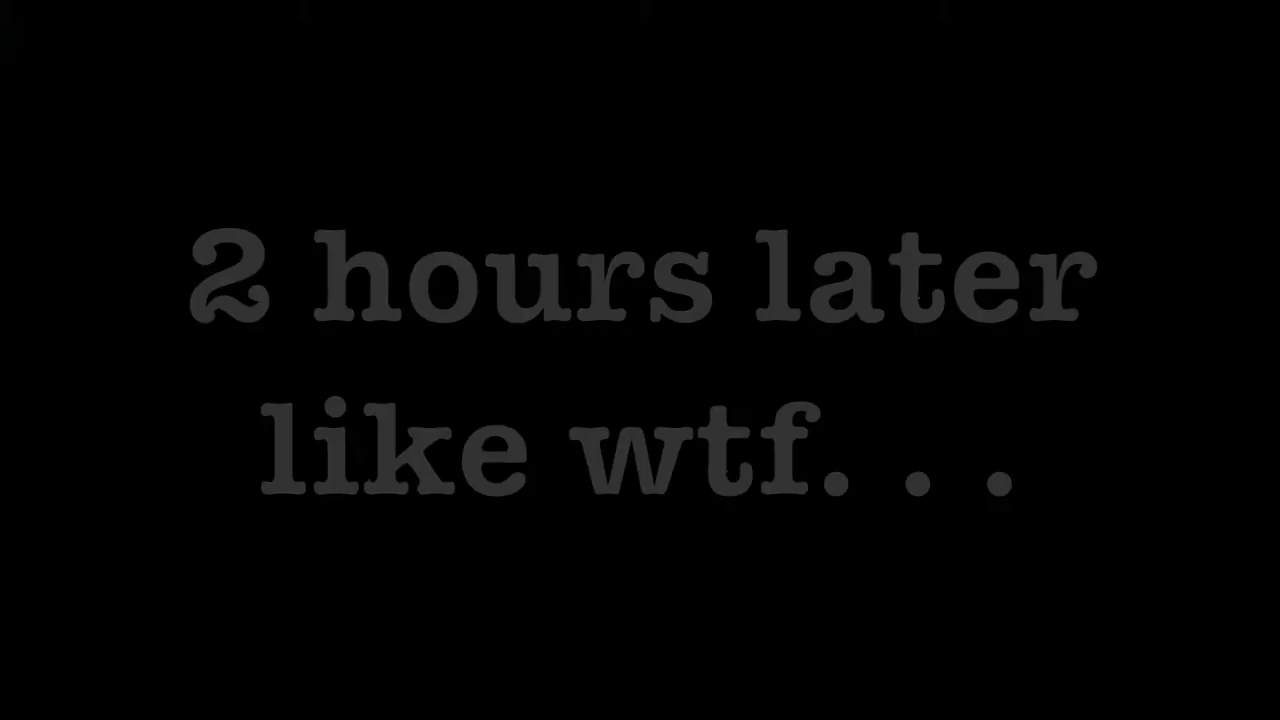 2 hours later
like wtf. . .